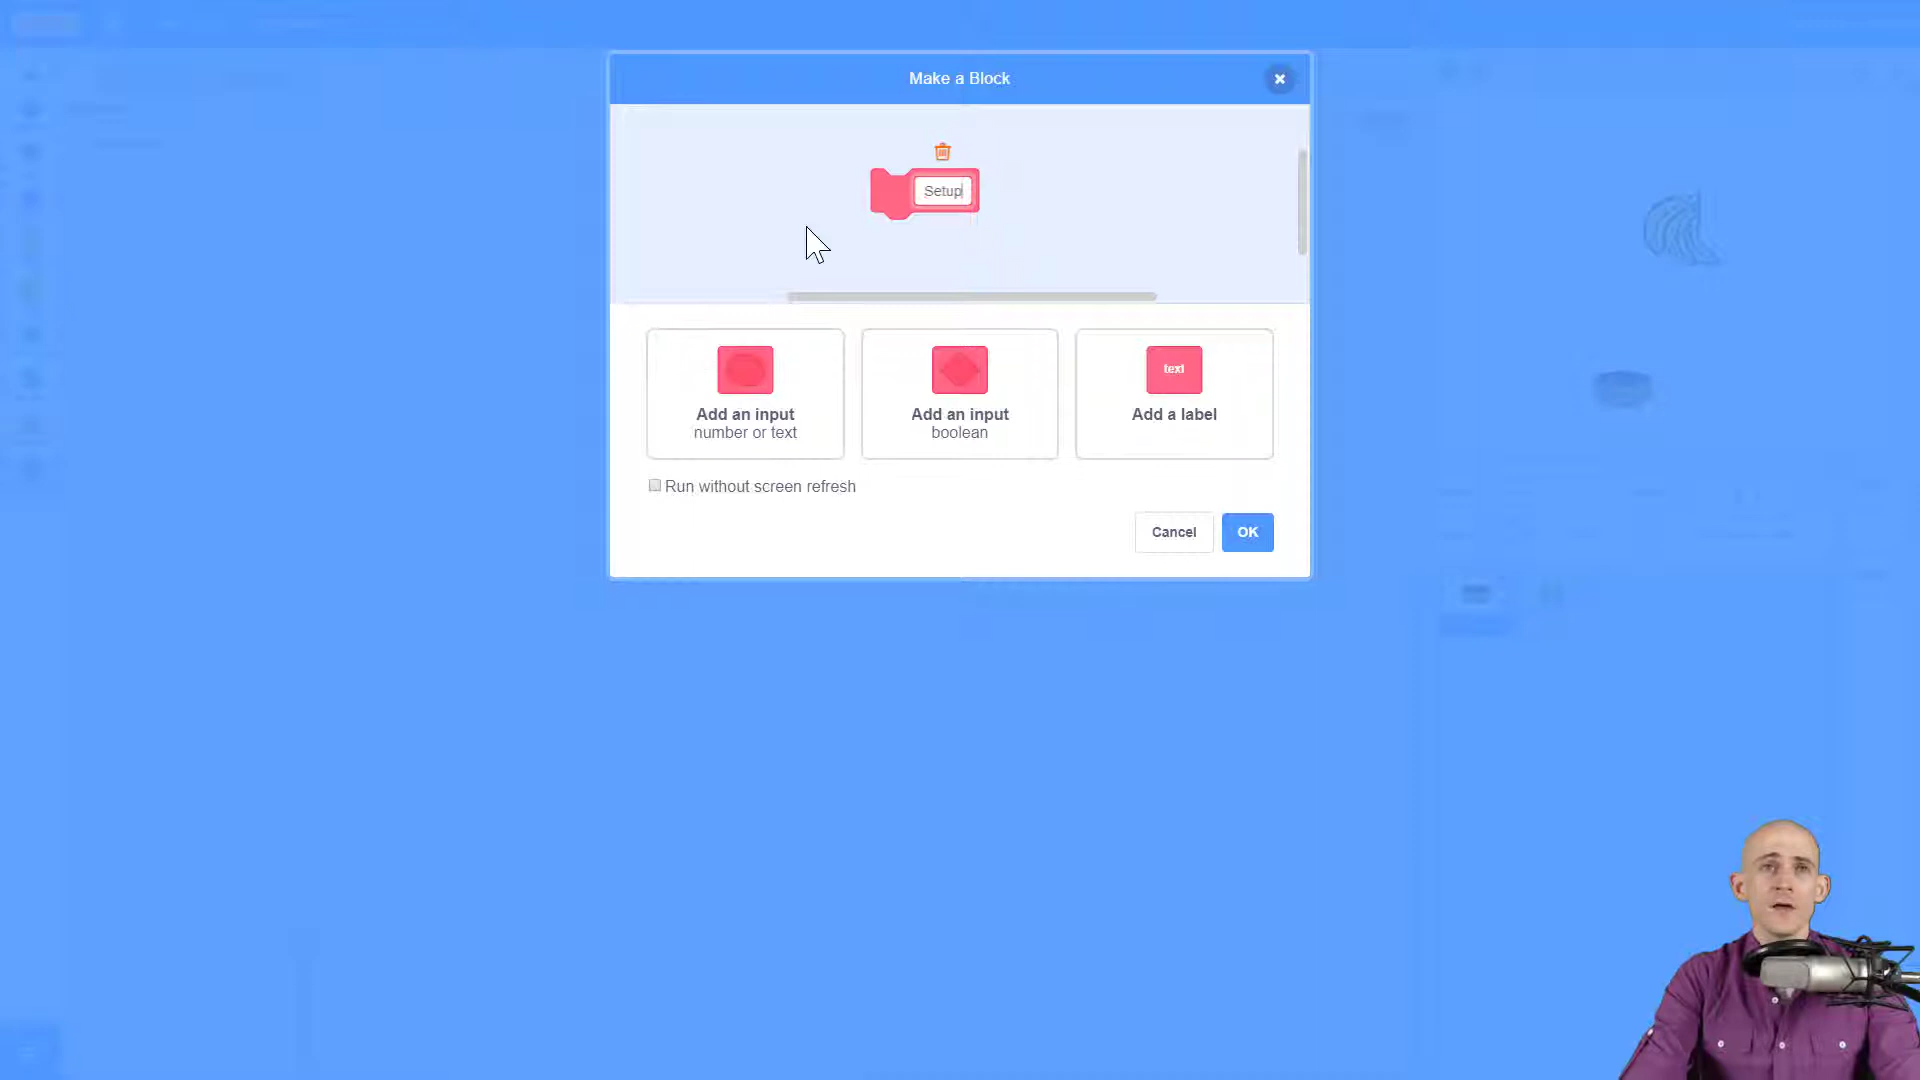 Make a Block
Setup
text
Add an input
number or text
Add an input
boolean
Add a label
Run without screen refresh
Cancel
OK